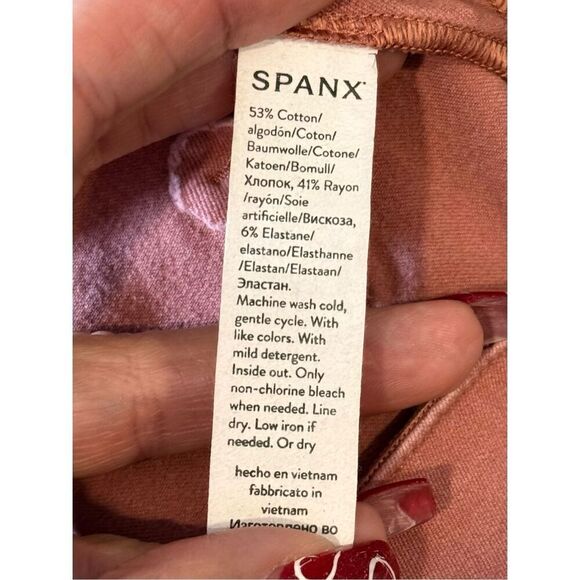 SPANX
53% Cotton/
algodón/Coton/
Baumwolle/Cotone/
Katoen/Bomull/
Хлопок, 41% Rayon
/rayón/Soie
artificielle/Вискоза,
6% Elastane/
elastano/Elasthanne
/Elastan/Elastaan/
Эластан.
Machine wash cold,
gentle cycle. With
like colors. With
mild detergent.
Inside out. Only
non-chlorine bleach
when needed. Line
dry. Low iron if
needed. Or dry
hecho en vietnam
fabbricato in
vietnam
Изготовлено во